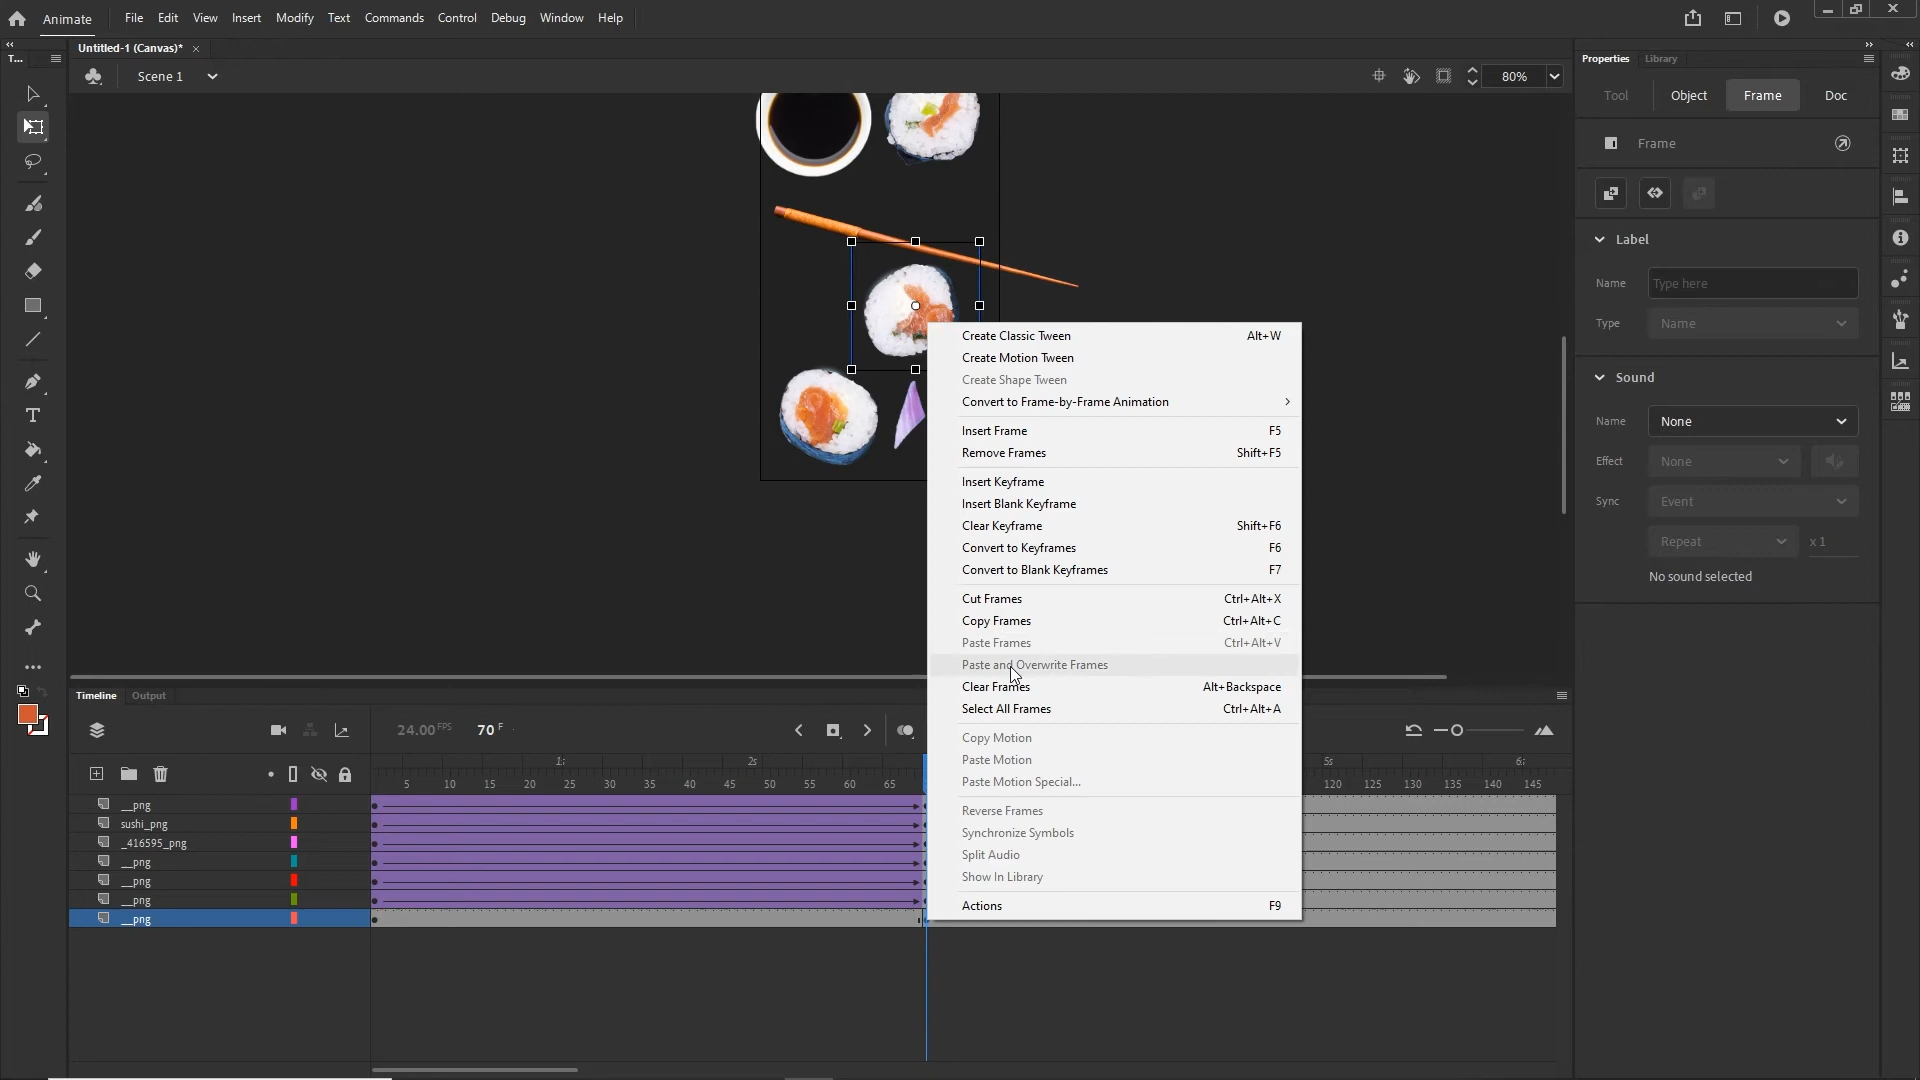 Animate File Edit View Insert Modify Text Commands Control Debug Window Help
Untitled-1 (Canvas)*
T...
Scene 1
80%
Properties Library
Tool Object Frame Doc
Frame
Label
Name Type here
Type Name
Sound
Name None
Effect None
Sync Event
Repeat x 1
No sound selected
Create Classic Tween Alt+W
Create Motion Tween
Create Shape Tween
Convert to Frame-by-Frame Animation
Insert Frame F5
Remove Frames Shift+F5
Insert Keyframe
Insert Blank Keyframe
Clear Keyframe Shift+F6
Convert to Keyframes F6
Convert to Blank Keyframes F7
Cut Frames Ctrl+Alt+X
Copy Frames Ctrl+Alt+C
Paste Frames Ctrl+Alt+V
Paste and Overwrite Frames
Clear Frames Alt+Backspace
Select All Frames Ctrl+Alt+A
Copy Motion
Paste Motion
Paste Motion Special...
Reverse Frames
Synchronize Symbols
Split Audio
Show In Library
Actions F9
Timeline Output
24.00 FPS 70 F
1s 2s 5s 6s
5 10 15 20 25 30 35 40 45 50 55 60 65 120 125 130 135 140 145
__png
sushi_png
_416595_png
__png
__png
__png
__png